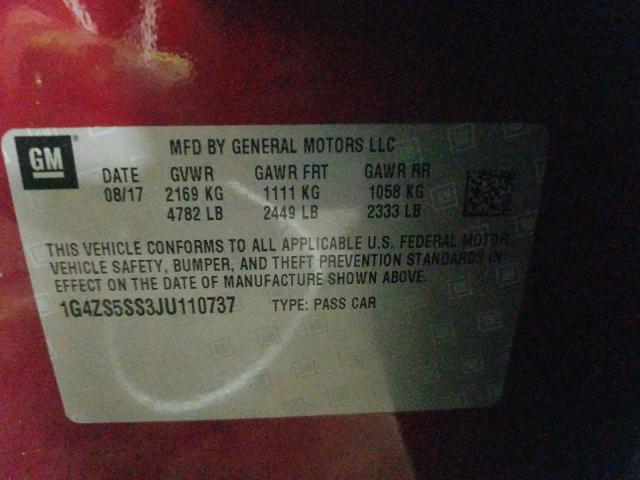 GM
MFD BY GENERAL MOTORS LLC
DATE GVWR GAWR FRT GAWR RR
08/17 2169 KG 1111 KG 1058 KG
4782 LB 2449 LB 2333 LB
THIS VEHICLE CONFORMS TO ALL APPLICABLE U.S. FEDERAL MOTOR
VEHICLE SAFETY, BUMPER, AND THEFT PREVENTION STANDARDS IN
EFFECT ON THE DATE OF MANUFACTURE SHOWN ABOVE.
1G4ZS5SS3JU110737 TYPE: PASS CAR